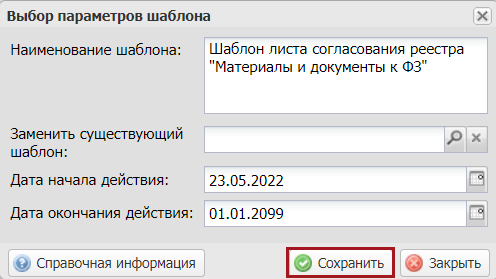 Выбор параметров шаблона
Наименование шаблона:
Шаблон листа согласования реестра
"Материалы и документы к ФЗ"
Заменить существующий
шаблон:
Дата начала действия:
23.05.2022
Дата окончания действия:
01.01.2099
Справочная информация
Сохранить
Закрыть